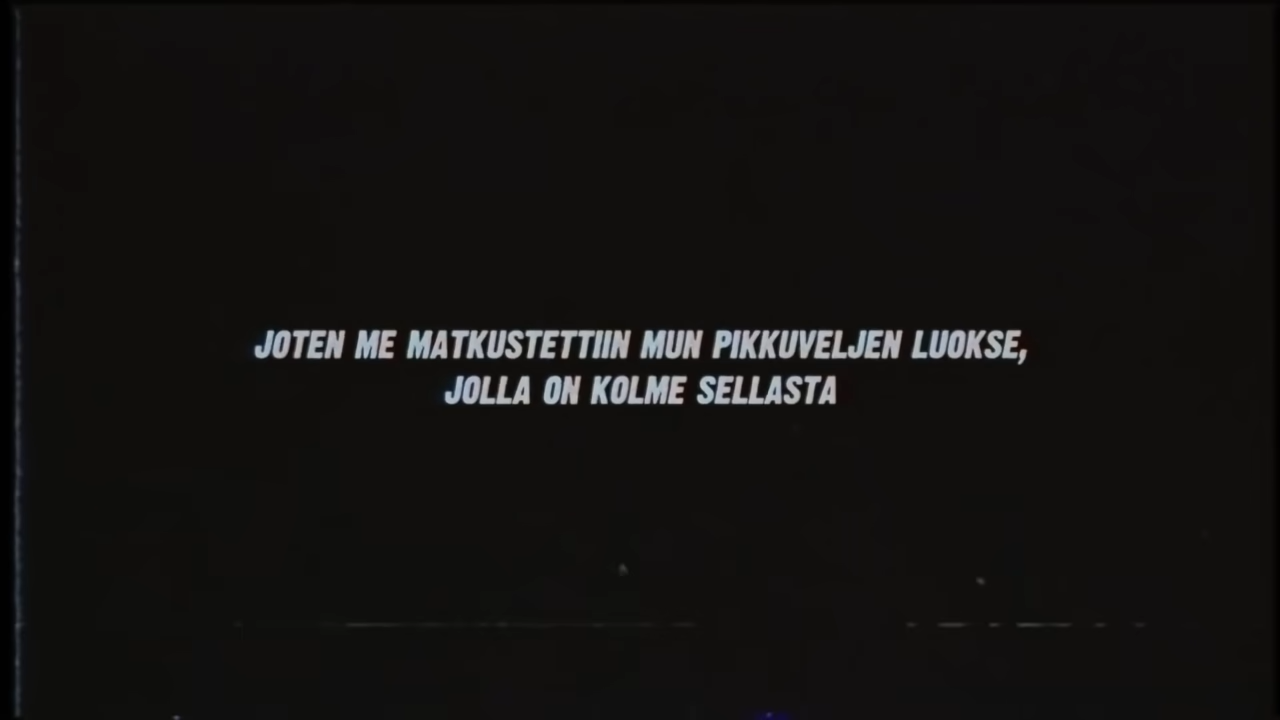 JOTEN ME MATKUSTETTIIN MUN PIKKUVELJEN LUOKSE,
JOLLA ON KOLME SELLASTA